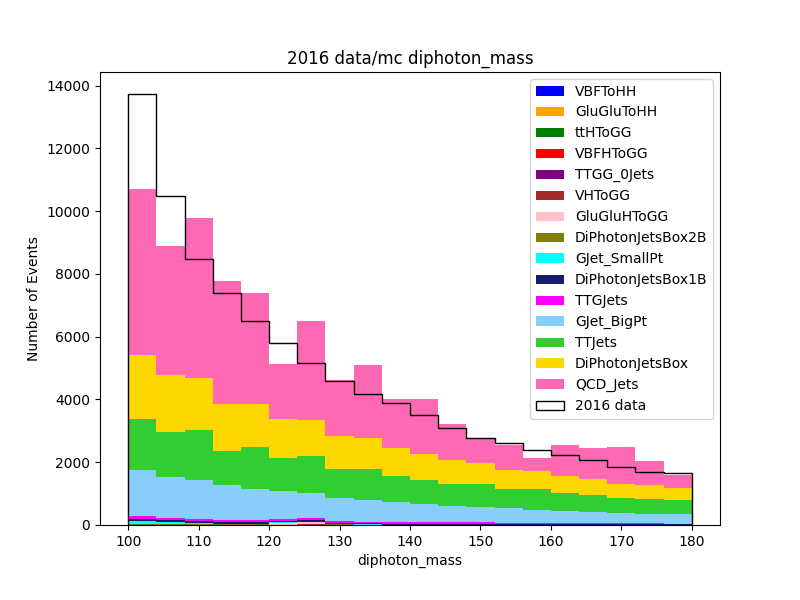 2016 data/mc diphoton_mass
Number of Events
14000
12000
10000
8000
6000
4000
2000
0
100
110
120
130
140
150
160
170
180
diphoton_mass
VBFToHH
GluGluToHH
ttHToGG
VBFHToGG
TTGG_0Jets
VHToGG
GluGluHToGG
DiPhotonJetsBox2B
GJet_SmallPt
DiPhotonJetsBox1B
TTGJets
GJet_BigPt
TTJets
DiPhotonJetsBox
QCD_Jets
2016 data